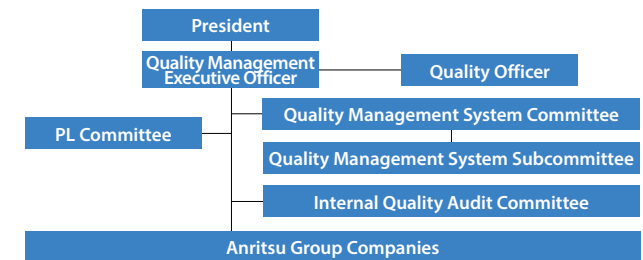 President
Quality Management
Executive Officer
Quality Officer
Quality Management System Committee
PL Committee
Quality Management System Subcommittee
Internal Quality Audit Committee
Anritsu Group Companies